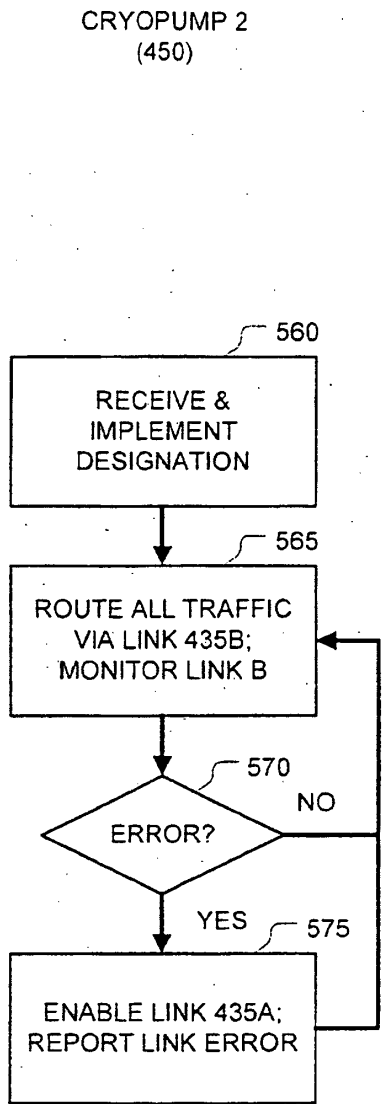 CRYOPUMP 2
(450)
560
RECEIVE &
IMPLEMENT
DESIGNATION
565
ROUTE ALL TRAFFIC
VIA LINK 435B;
MONITOR LINK B
570
NO
ERROR?
YES
575
ENABLE LINK 435A;
REPORT LINK ERROR